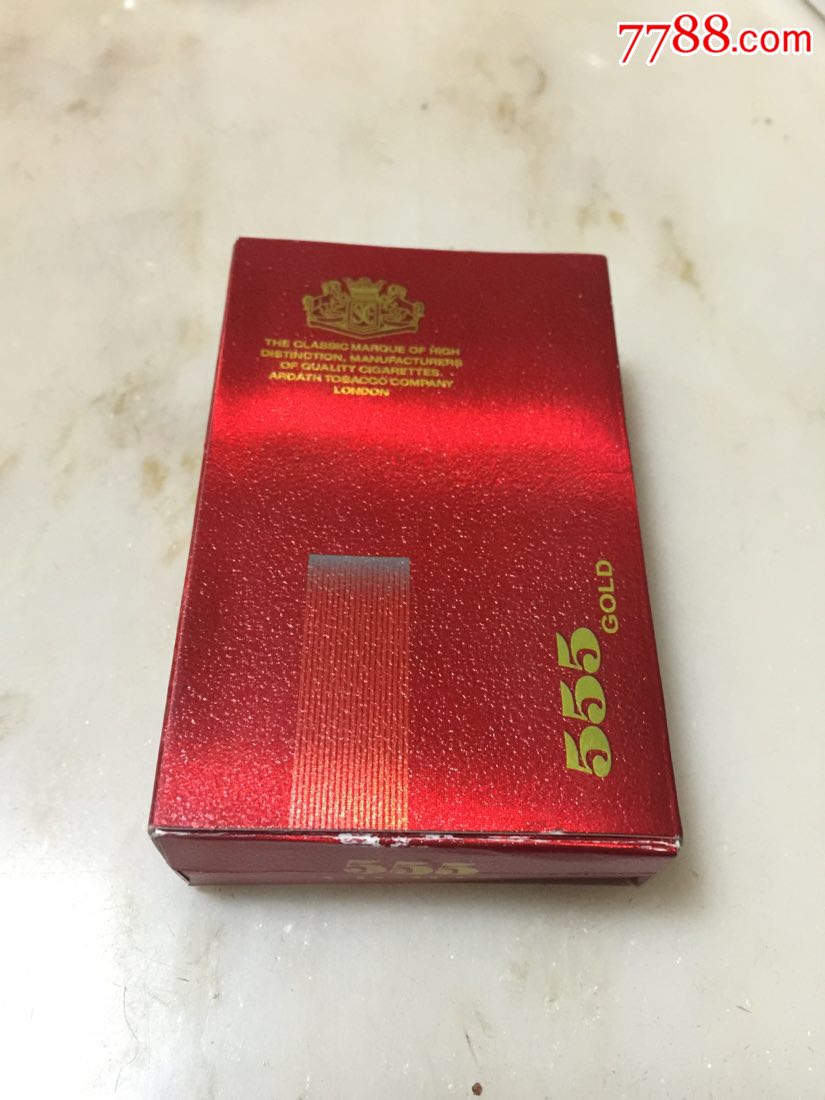 7788.com
SE
THE CLASSIC MARQUE OF HIGH
DISTINCTION, MANUFACTURERS
OF QUALITY CIGARETTES.
ARDATH TOBACCO COMPANY
LONDON
555
GOLD
555